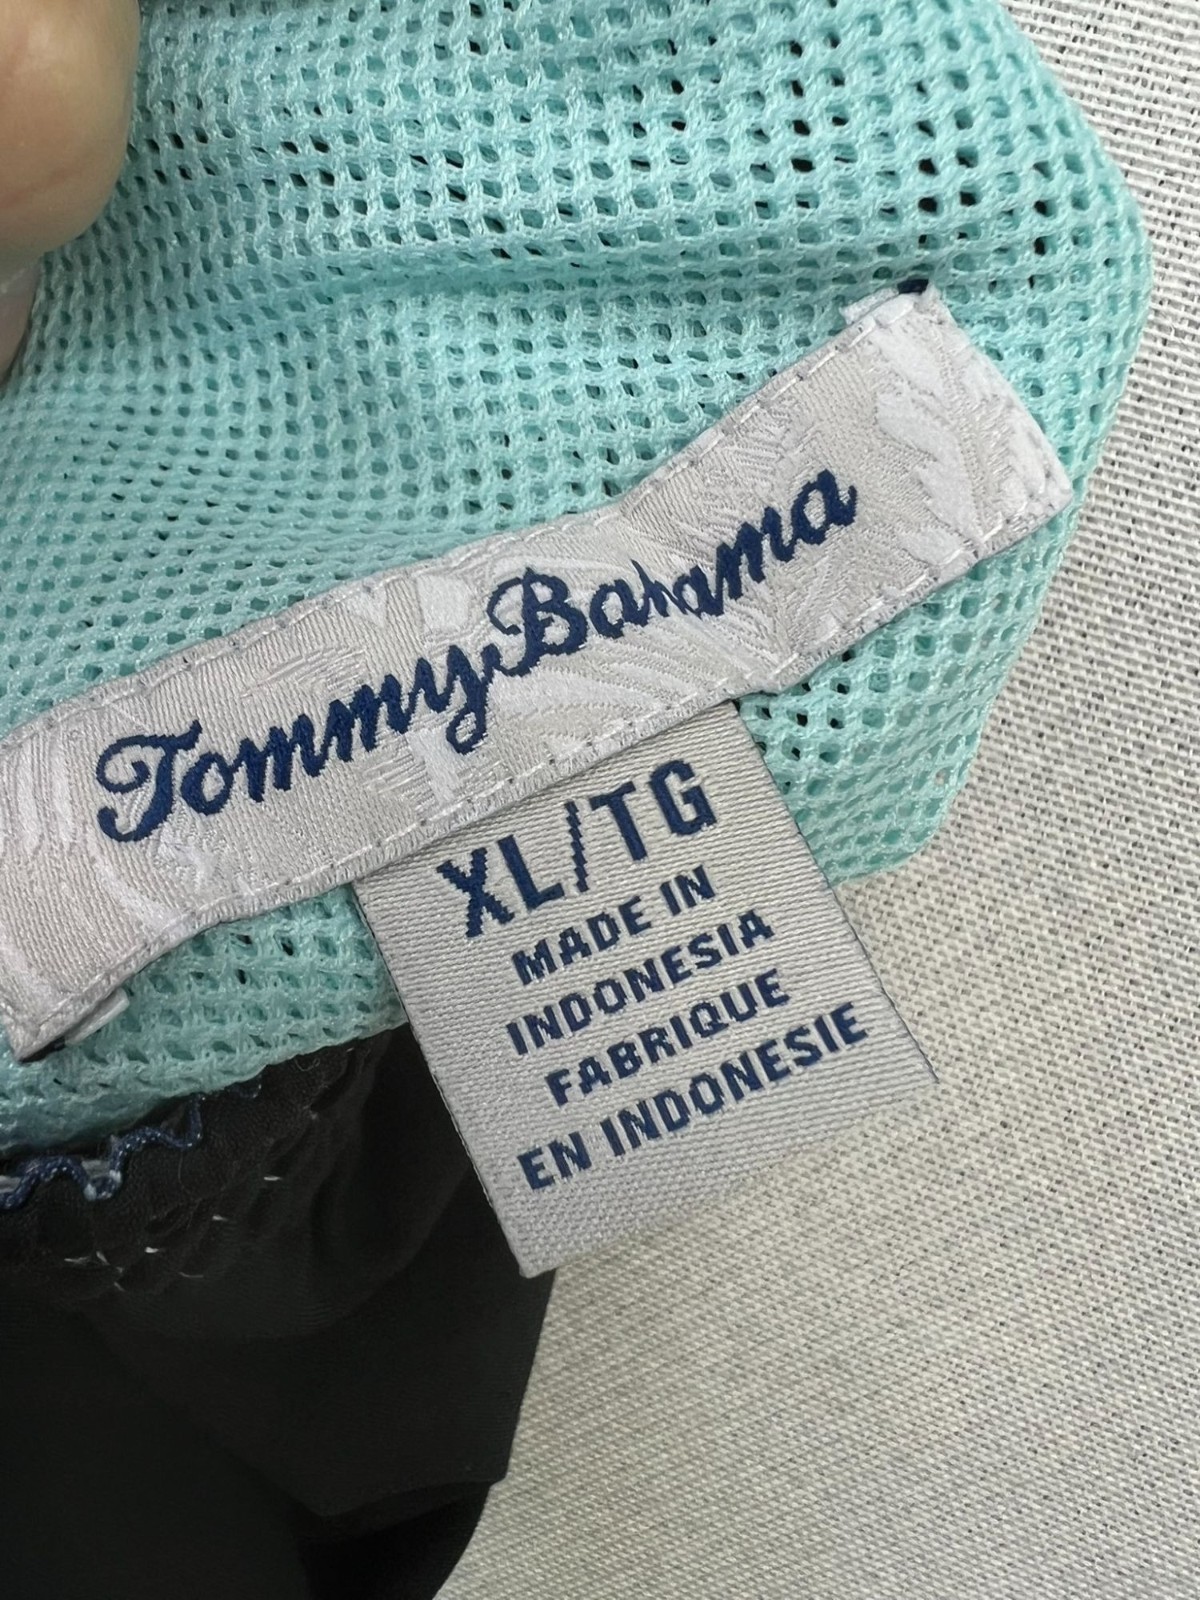 Tommy Bahama
XL/TG
MADE IN
INDONESIA
FABRIQUE
EN INDONESIE